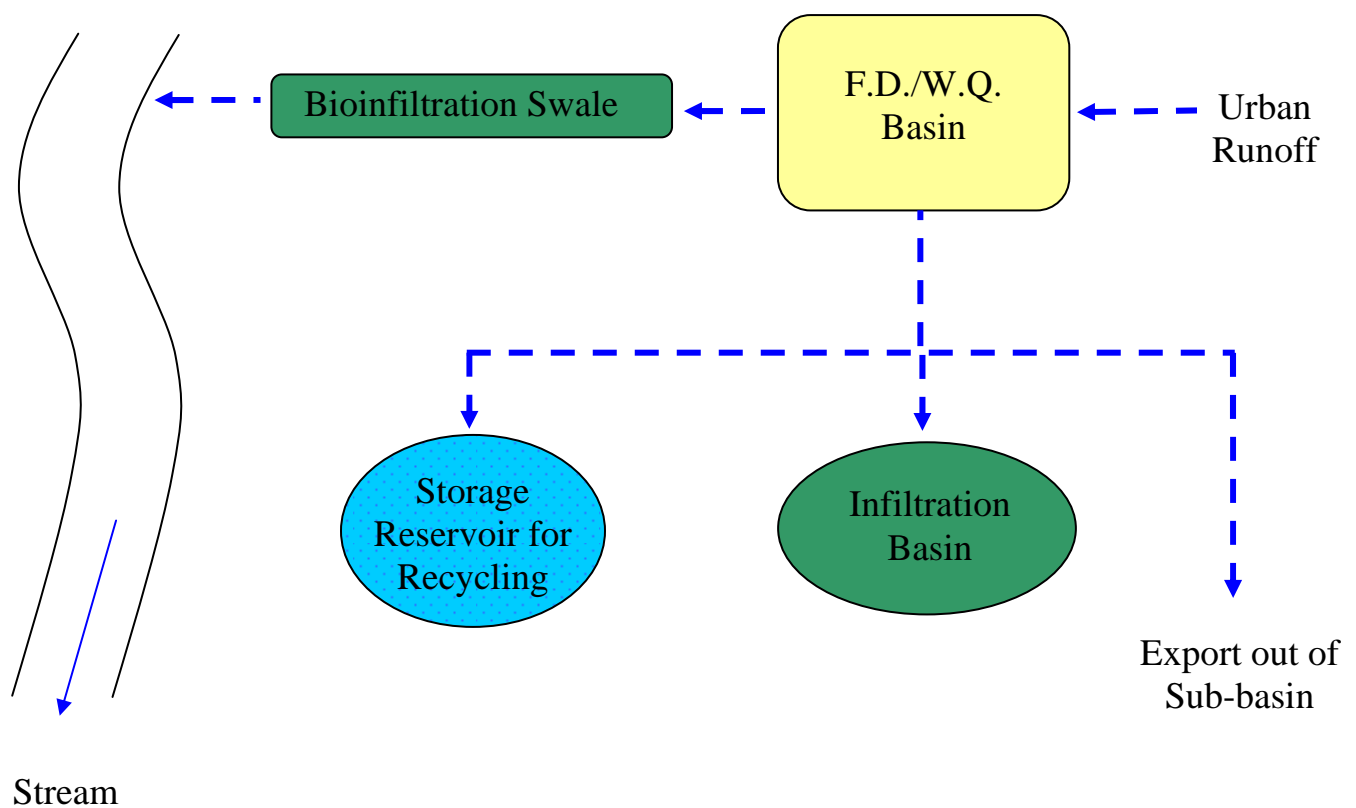 Bioinfiltration Swale
F.D./W.Q.
Basin
Urban
Runoff
Storage
Reservoir for
Recycling
Infiltration
Basin
Export out of
Sub-basin
Stream